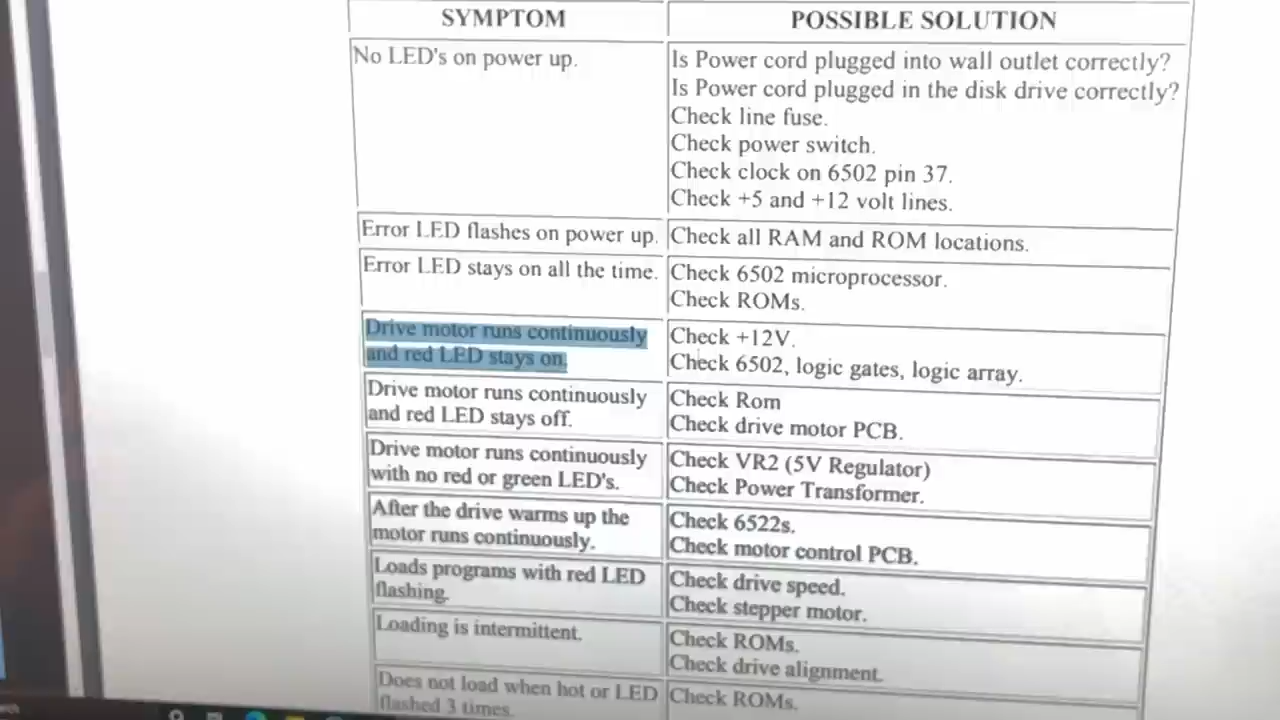 SYMPTOM
POSSIBLE SOLUTION
No LED's on power up.
Is Power cord plugged into wall outlet correctly?
Is Power cord plugged in the disk drive correctly?
Check line fuse.
Check power switch.
Check clock on 6502 pin 37.
Check +5 and +12 volt lines.
Error LED flashes on power up.
Check all RAM and ROM locations.
Error LED stays on all the time.
Check 6502 microprocessor.
Check ROMs.
Drive motor runs continuously
and red LED stays on.
Check +12V.
Check 6502, logic gates, logic array.
Drive motor runs continuously
and red LED stays off.
Check Rom
Check drive motor PCB.
Drive motor runs continuously
with no red or green LED's.
Check VR2 (5V Regulator)
Check Power Transformer.
After the drive warms up the
motor runs continuously.
Check 6522s.
Check motor control PCB.
Loads programs with red LED
flashing.
Check drive speed.
Check stepper motor.
Loading is intermittent.
Check ROMs.
Check drive alignment.
Does not load when hot or LED
flashed 3 times.
Check ROMs.